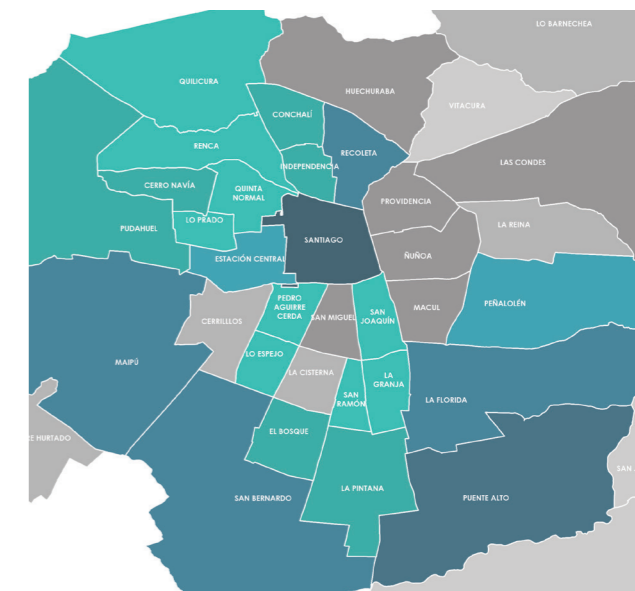 LO BARNECHEA
QUILICURA
HUECHURABA
VITACURA
CONCHALÍ
RENCA
RECOLETA
LAS CONDES
INDEPENDENCIA
CERRO NAVÍA
QUINTA
NORMAL
PROVIDENCIA
LO PRADO
PUDAHUEL
LA REINA
SANTIAGO
ESTACIÓN CENTRAL
ÑUÑOA
PEDRO
AGUIRRE
CERDA
PEÑALOLÉN
MACUL
SAN MIGUEL
SAN
JOAQUÍN
CERRILLLOS
LO ESPEJO
MAIPÚ
LA CISTERNA
LA
GRANJA
SAN
RAMÓN
LA FLORIDA
EL BOSQUE
RE HURTADO
SAN
LA PINTANA
SAN BERNARDO
PUENTE ALTO